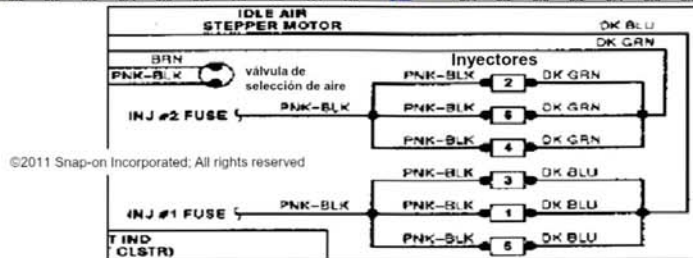 IDLE AIR
STEPPER MOTOR
DK BLU
DK GRN
BRN
PNK-BLK
válvula de
selección de aire
Inyectores
PNK-BLK 2 DK GRN
INJ #2 FUSE PNK-BLK
PNK-BLK 6 DK GRN
PNK-BLK 4 DK GRN
©2011 Snap-on Incorporated; All rights reserved
PNK-BLK 3 DK BLU
INJ #1 FUSE PNK-BLK
PNK-BLK 1 DK BLU
PNK-BLK 5 DK BLU
T IND
CLSTR)